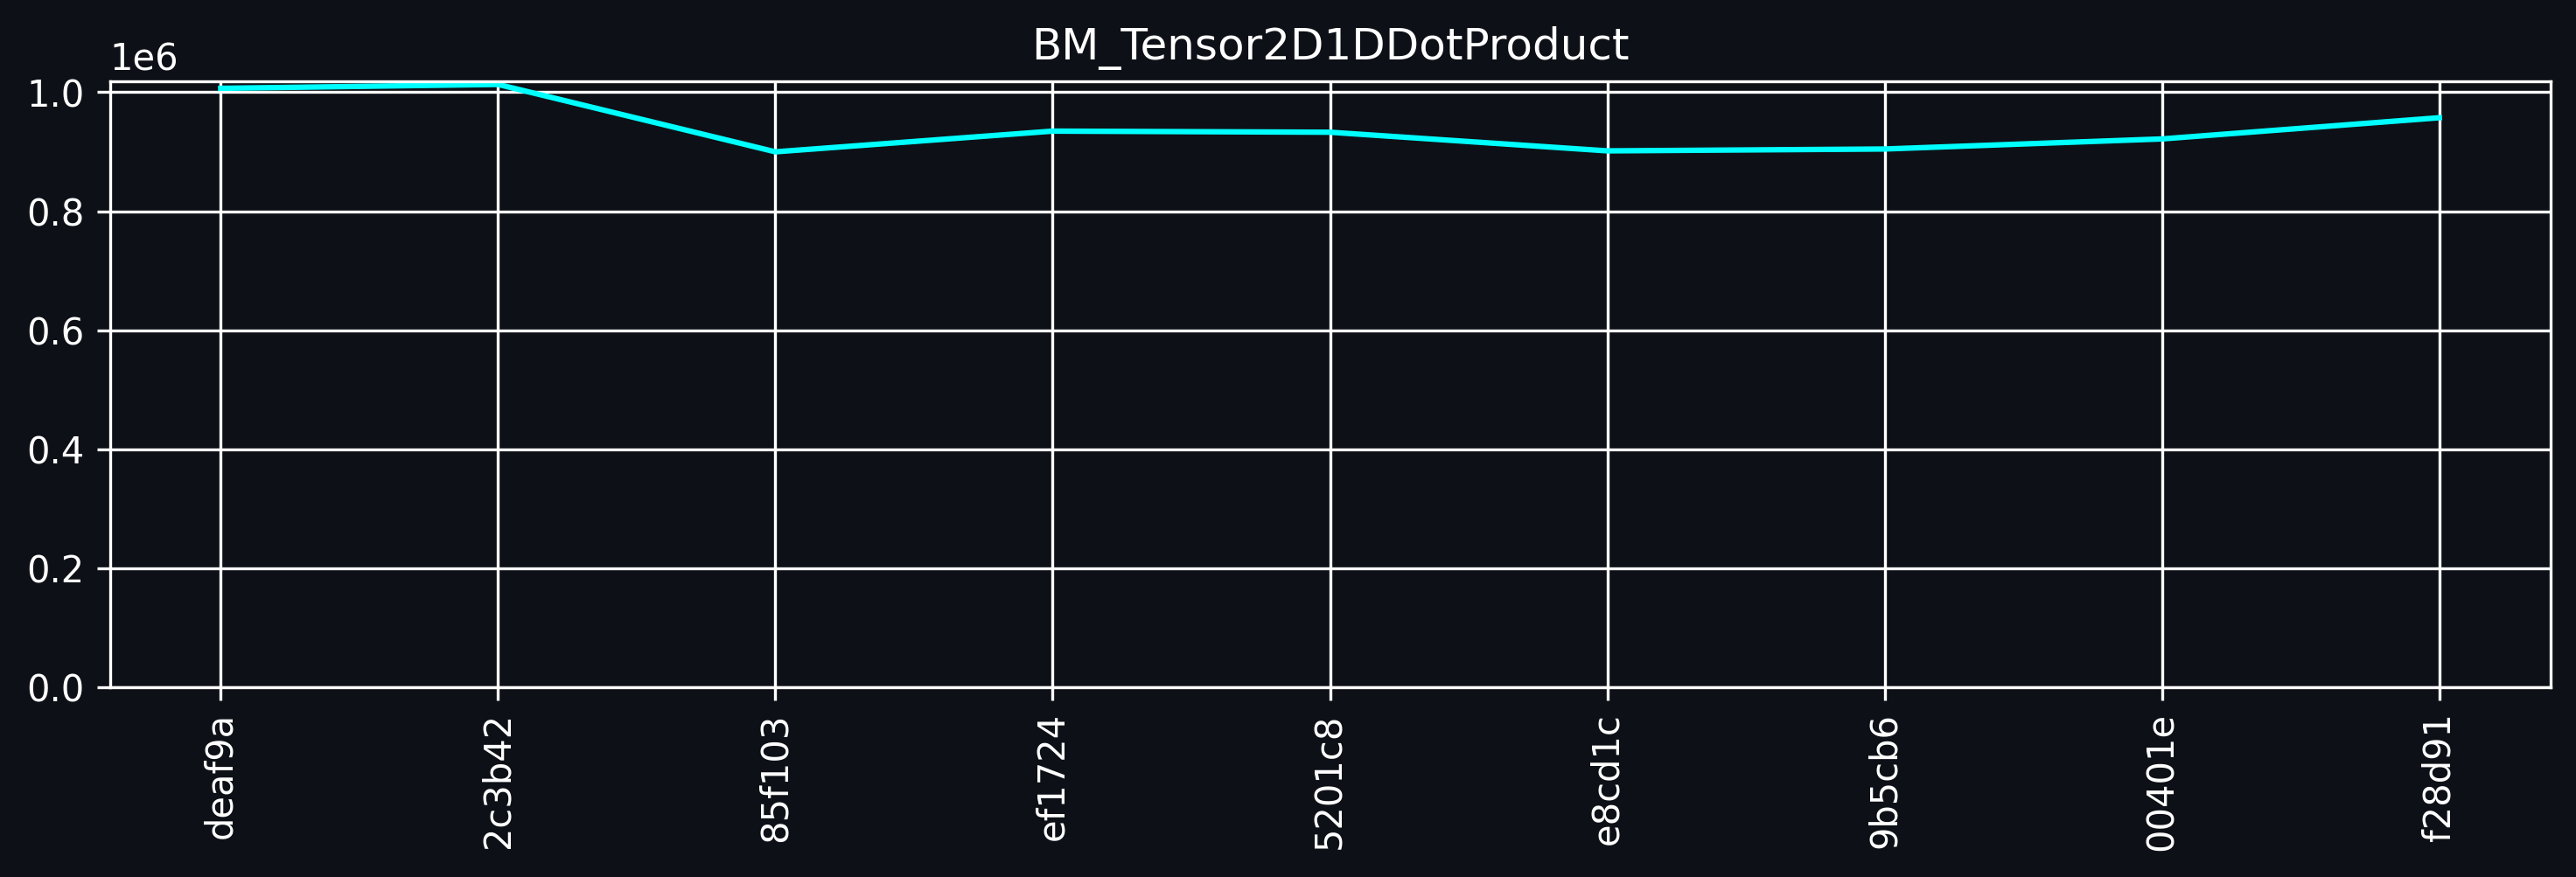 BM_Tensor2D1DDotProduct
1e6
1.0
0.8
0.6
0.4
0.2
0.0
deaf9a
2c3b42
85f103
ef1724
5201c8
e8cd1c
9b5cb6
00401e
f28d91